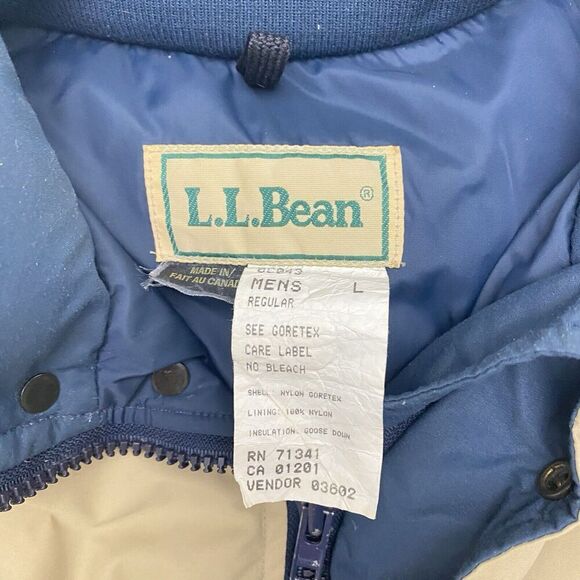 L.L.Bean®
MADE IN/
FAIT AU CANAD
MENS L
REGULAR
SEE GORETEX
CARE LABEL
NO BLEACH
SHELL: NYLON GORETEX
LINING: 100% NYLON
INSULATION: GOOSE DOWN
RN 71341
CA 01201
VENDOR 03602